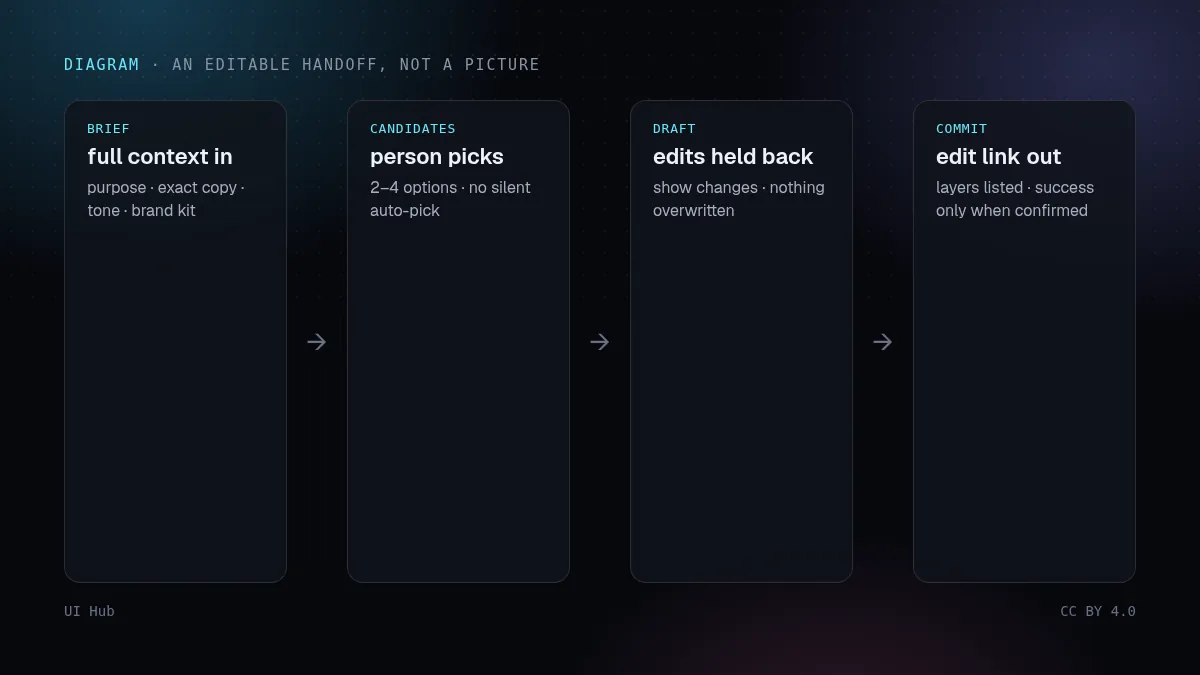 DIAGRAM · AN EDITABLE HANDOFF, NOT A PICTURE
BRIEF
full context in
purpose · exact copy ·
tone · brand kit
→
CANDIDATES
person picks
2–4 options · no silent
auto-pick
→
DRAFT
edits held back
show changes · nothing
overwritten
→
COMMIT
edit link out
layers listed · success
only when confirmed
UI Hub
CC BY 4.0